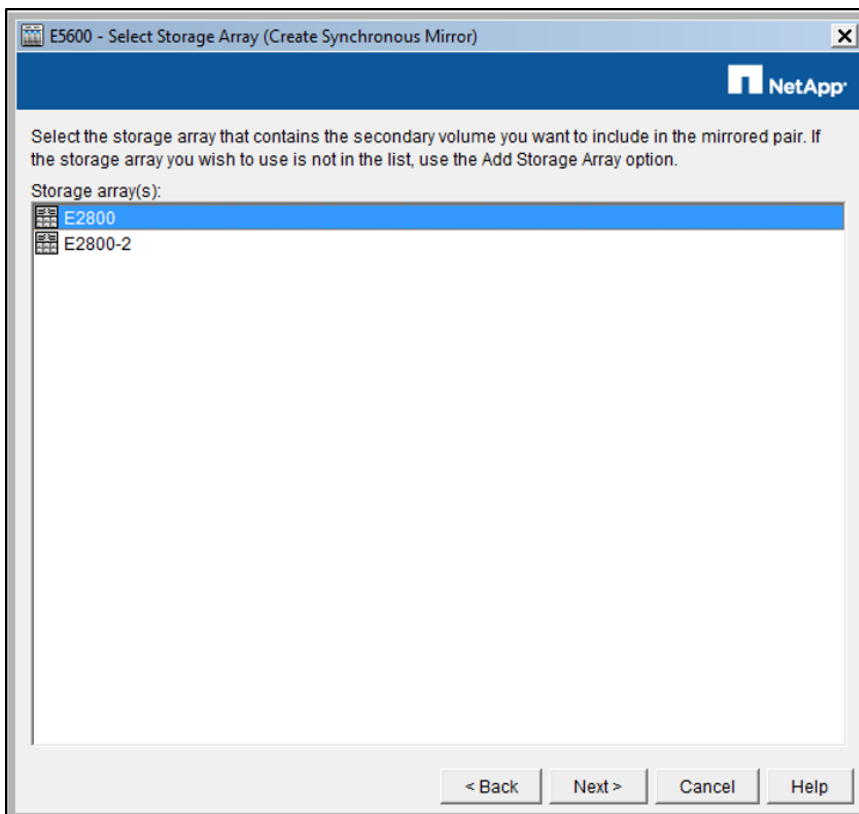 E5600 - Select Storage Array (Create Synchronous Mirror)
NetApp
Select the storage array that contains the secondary volume you want to include in the mirrored pair. If
the storage array you wish to use is not in the list, use the Add Storage Array option.
Storage array(s):
E2800
E2800-2
< Back Next > Cancel Help